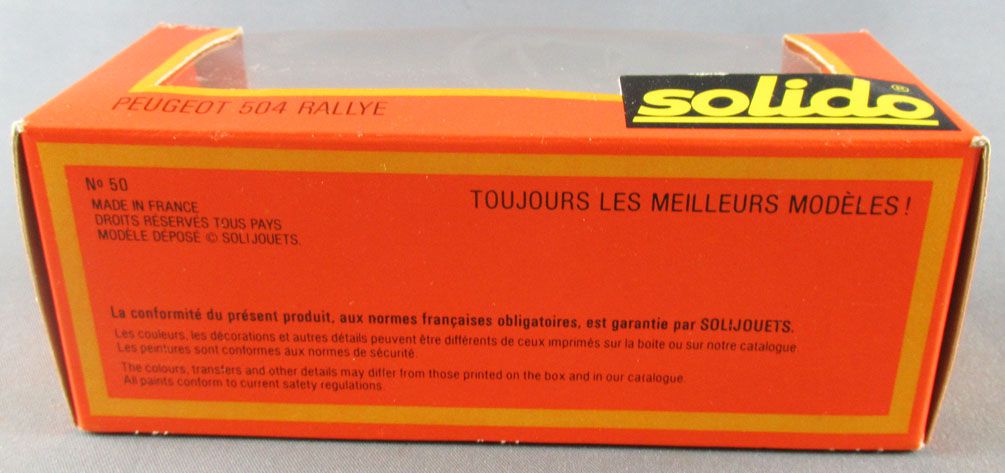 PEUGEOT 504 RALLYE
solido®
Nº 50
MADE IN FRANCE
DROITS RÉSERVÉS TOUS PAYS
MODÈLE DÉPOSÉ © SOLIJOUETS.
TOUJOURS LES MEILLEURS MODÈLES !
La conformité du présent produit, aux normes françaises obligatoires, est garantie par SOLIJOUETS.
Les couleurs, les décorations et autres détails peuvent être différents de ceux imprimés sur la boite ou sur notre catalogue.
Les peintures sont conformes aux normes de sécurité.
The colours, transfers and other details may differ from those printed on the box and in our catalogue.
All paints conform to current safety regulations.